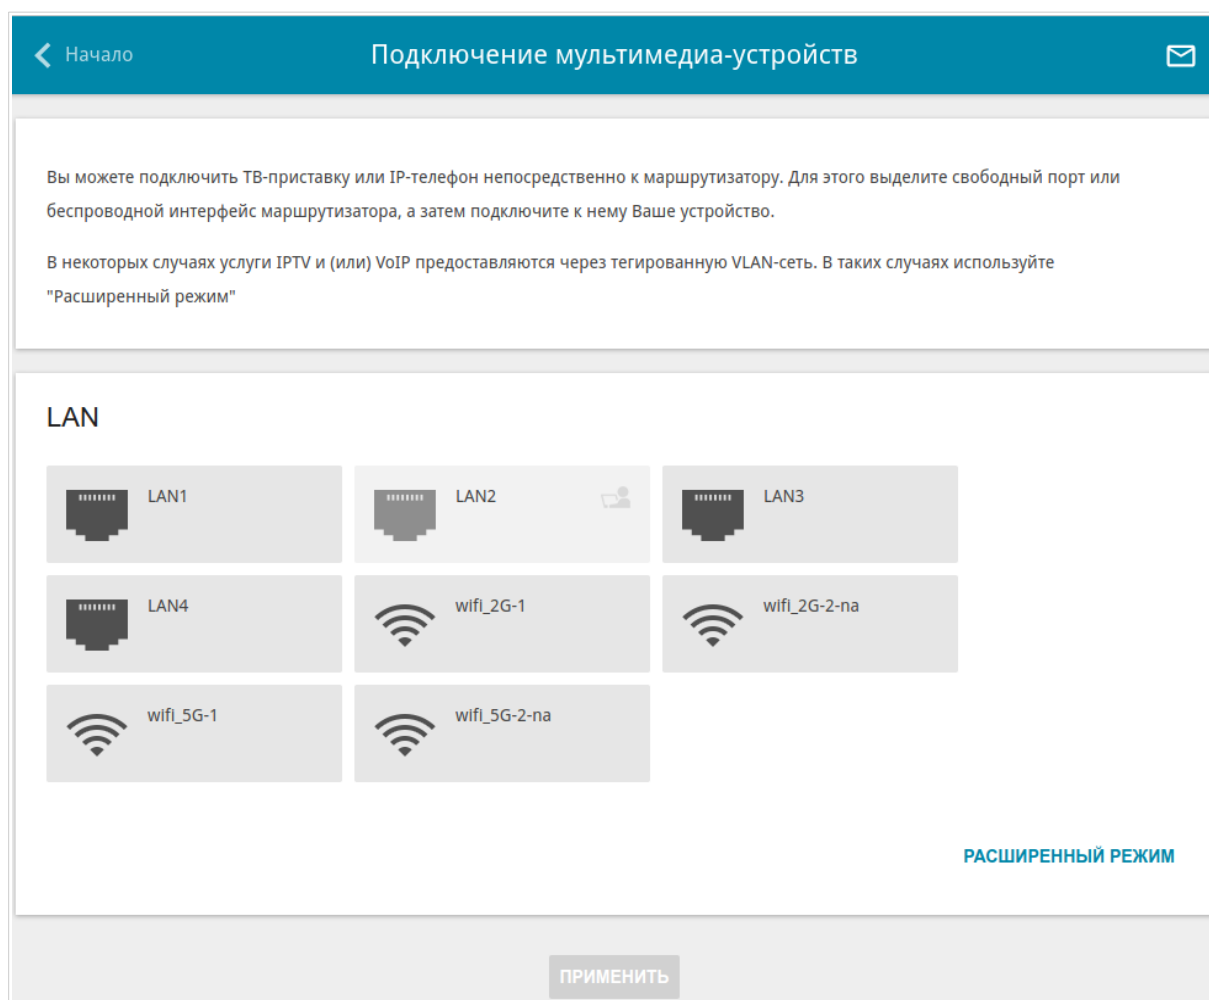 Начало
Подключение мультимедиа-устройств
Вы можете подключить ТВ-приставку или IP-телефон непосредственно к маршрутизатору. Для этого выделите свободный порт или
беспроводной интерфейс маршрутизатора, а затем подключите к нему Ваше устройство.
В некоторых случаях услуги IPTV и (или) VoIP предоставляются через тегированную VLAN-сеть. В таких случаях используйте
"Расширенный режим"
LAN
LAN1
LAN2
LAN3
LAN4
wifi_2G-1
wifi_2G-2-na
wifi_5G-1
wifi_5G-2-na
РАСШИРЕННЫЙ РЕЖИМ
ПРИМЕНИТЬ